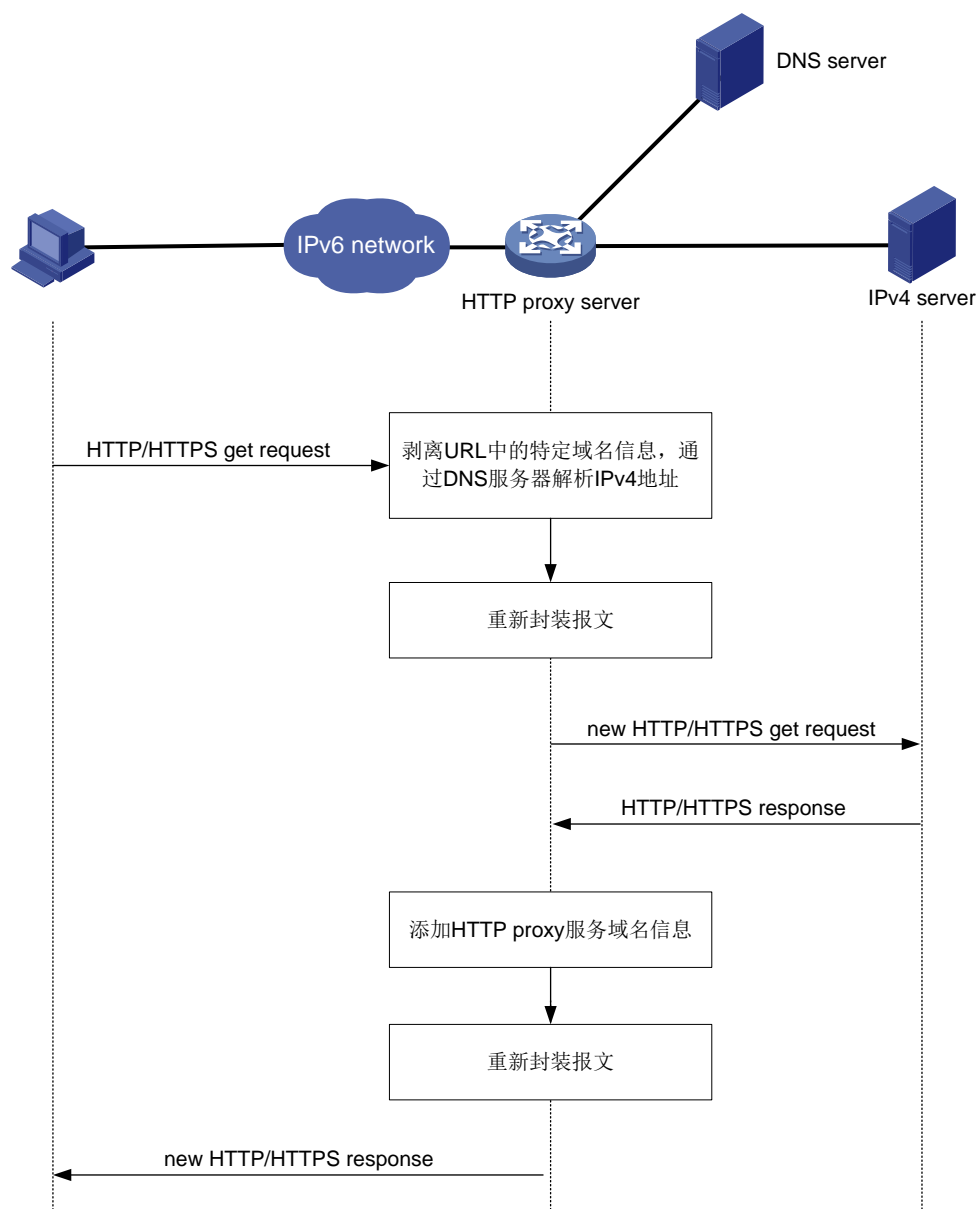 DNS server
IPv6 network
HTTP proxy server
IPv4 server
HTTP/HTTPS get request
剥离URL中的特定域名信息，通
过DNS服务器解析IPv4地址
重新封装报文
new HTTP/HTTPS get request
HTTP/HTTPS response
添加HTTP proxy服务域名信息
重新封装报文
new HTTP/HTTPS response